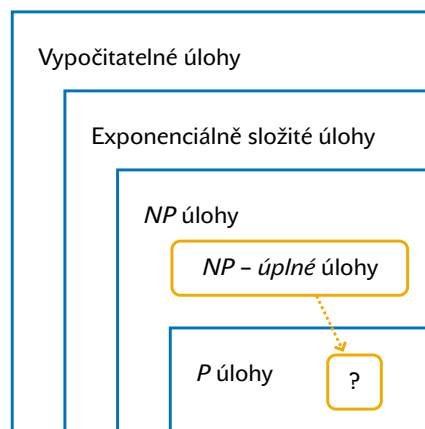 Vypočitatelné úlohy
Exponenciálně složité úlohy
NP úlohy
NP – úplné úlohy
P úlohy
?